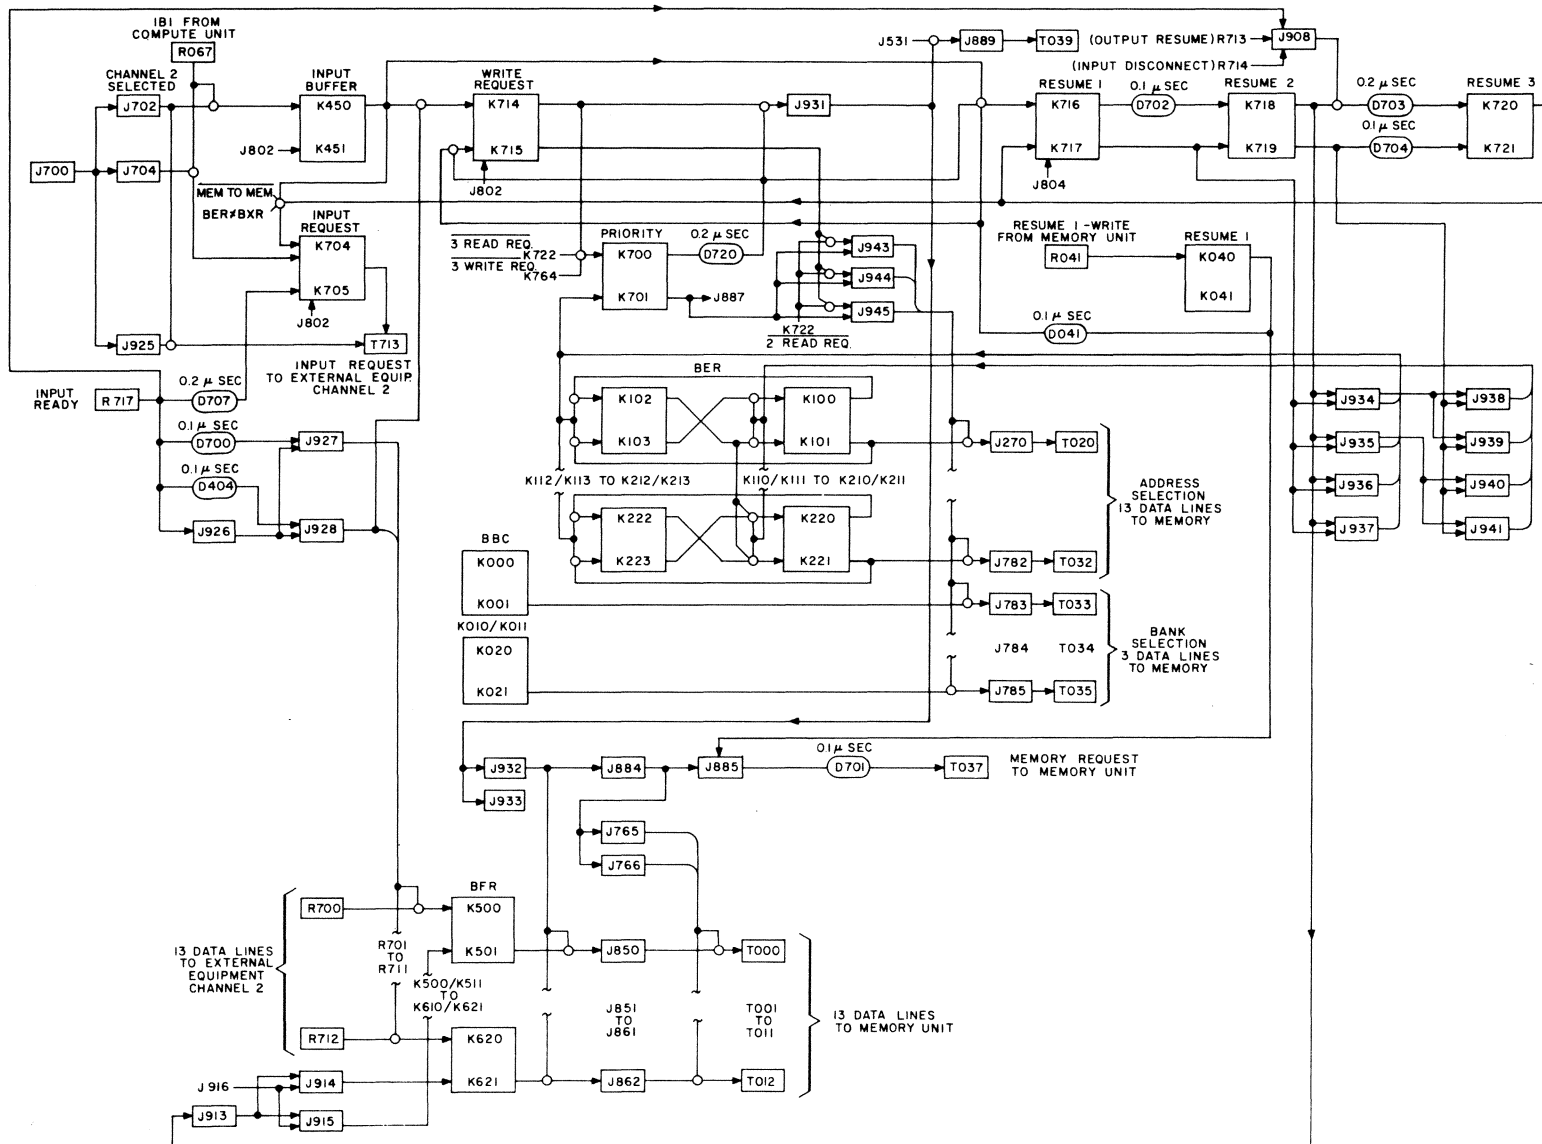 IBI FROM
COMPUTE UNIT
R067
CHANNEL 2
SELECTED
J702
J700
J704
J925
INPUT
BUFFER
K450
K451
J802
MEM TO MEM
BER≠BXR
INPUT
REQUEST
K704
K705
J802
T713
INPUT REQUEST
TO EXTERNAL EQUIP.
CHANNEL 2
WRITE
REQUEST
K714
K715
J802
J931
J531
J889
T039
(OUTPUT RESUME) R713
(INPUT DISCONNECT) R714
J908
RESUME 1
K716
K717
J804
0.1 μ SEC
D702
RESUME 2
K718
K719
0.2 μ SEC
D703
0.1 μ SEC
D704
RESUME 3
K720
K721
3 READ REQ.
K722
3 WRITE REQ.
K764
PRIORITY
K700
K701
0.2 μ SEC
D720
J887
J943
J944
J945
K722
2 READ REQ.
RESUME 1 - WRITE
FROM MEMORY UNIT
R041
RESUME 1
K040
K041
0.1 μ SEC
D041
INPUT
READY
R717
0.2 μ SEC
D707
0.1 μ SEC
D700
0.1 μ SEC
D404
J926
J927
J928
BER
K102
K103
K100
K101
K112/K113 TO K212/K213
K110/K111 TO K210/K211
K222
K223
K220
K221
J270
T020
J782
T032
ADDRESS
SELECTION
13 DATA LINES
TO MEMORY
J934
J935
J936
J937
J938
J939
J940
J941
BBC
K000
K001
K010/K011
K020
K021
J783
T033
J784
T034
J785
T035
BANK
SELECTION
3 DATA LINES
TO MEMORY
J932
J933
J884
J885
0.1 μ SEC
D701
T037
MEMORY REQUEST
TO MEMORY UNIT
J765
J766
13 DATA LINES
TO EXTERNAL
EQUIPMENT
CHANNEL 2
R700
R701
TO
R711
R712
BFR
K500
K501
K500/K511
TO
K610/K621
K620
K621
J850
J851
TO
J861
J862
T000
T001
TO
T011
T012
13 DATA LINES
TO MEMORY UNIT
J916
J914
J913
J915